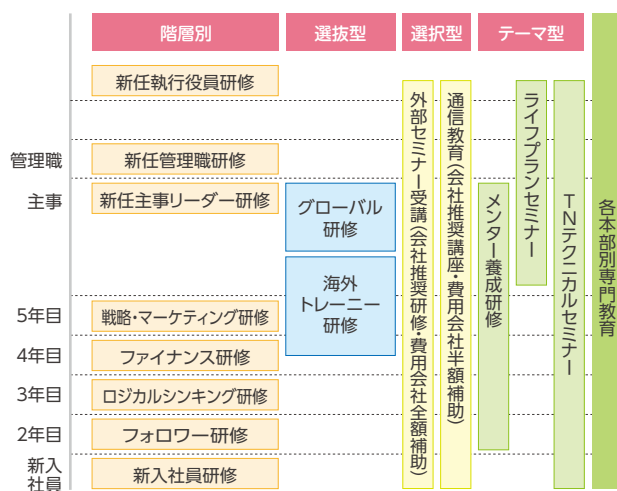 階層別
選抜型
選択型
テーマ型
新任執行役員研修
管理職
新任管理職研修
主事
新任主事リーダー研修
5年目
戦略・マーケティング研修
4年目
ファイナンス研修
3年目
ロジカルシンキング研修
2年目
フォロワー研修
新入
社員
新入社員研修
グローバル
研修
海外
トレーニー
研修
外部セミナー受講(会社推奨研修・費用会社全額補助)
通信教育(会社推奨講座・費用会社半額補助)
メンター養成研修
ライフプランセミナー
TNテクニカルセミナー
各本部別専門教育